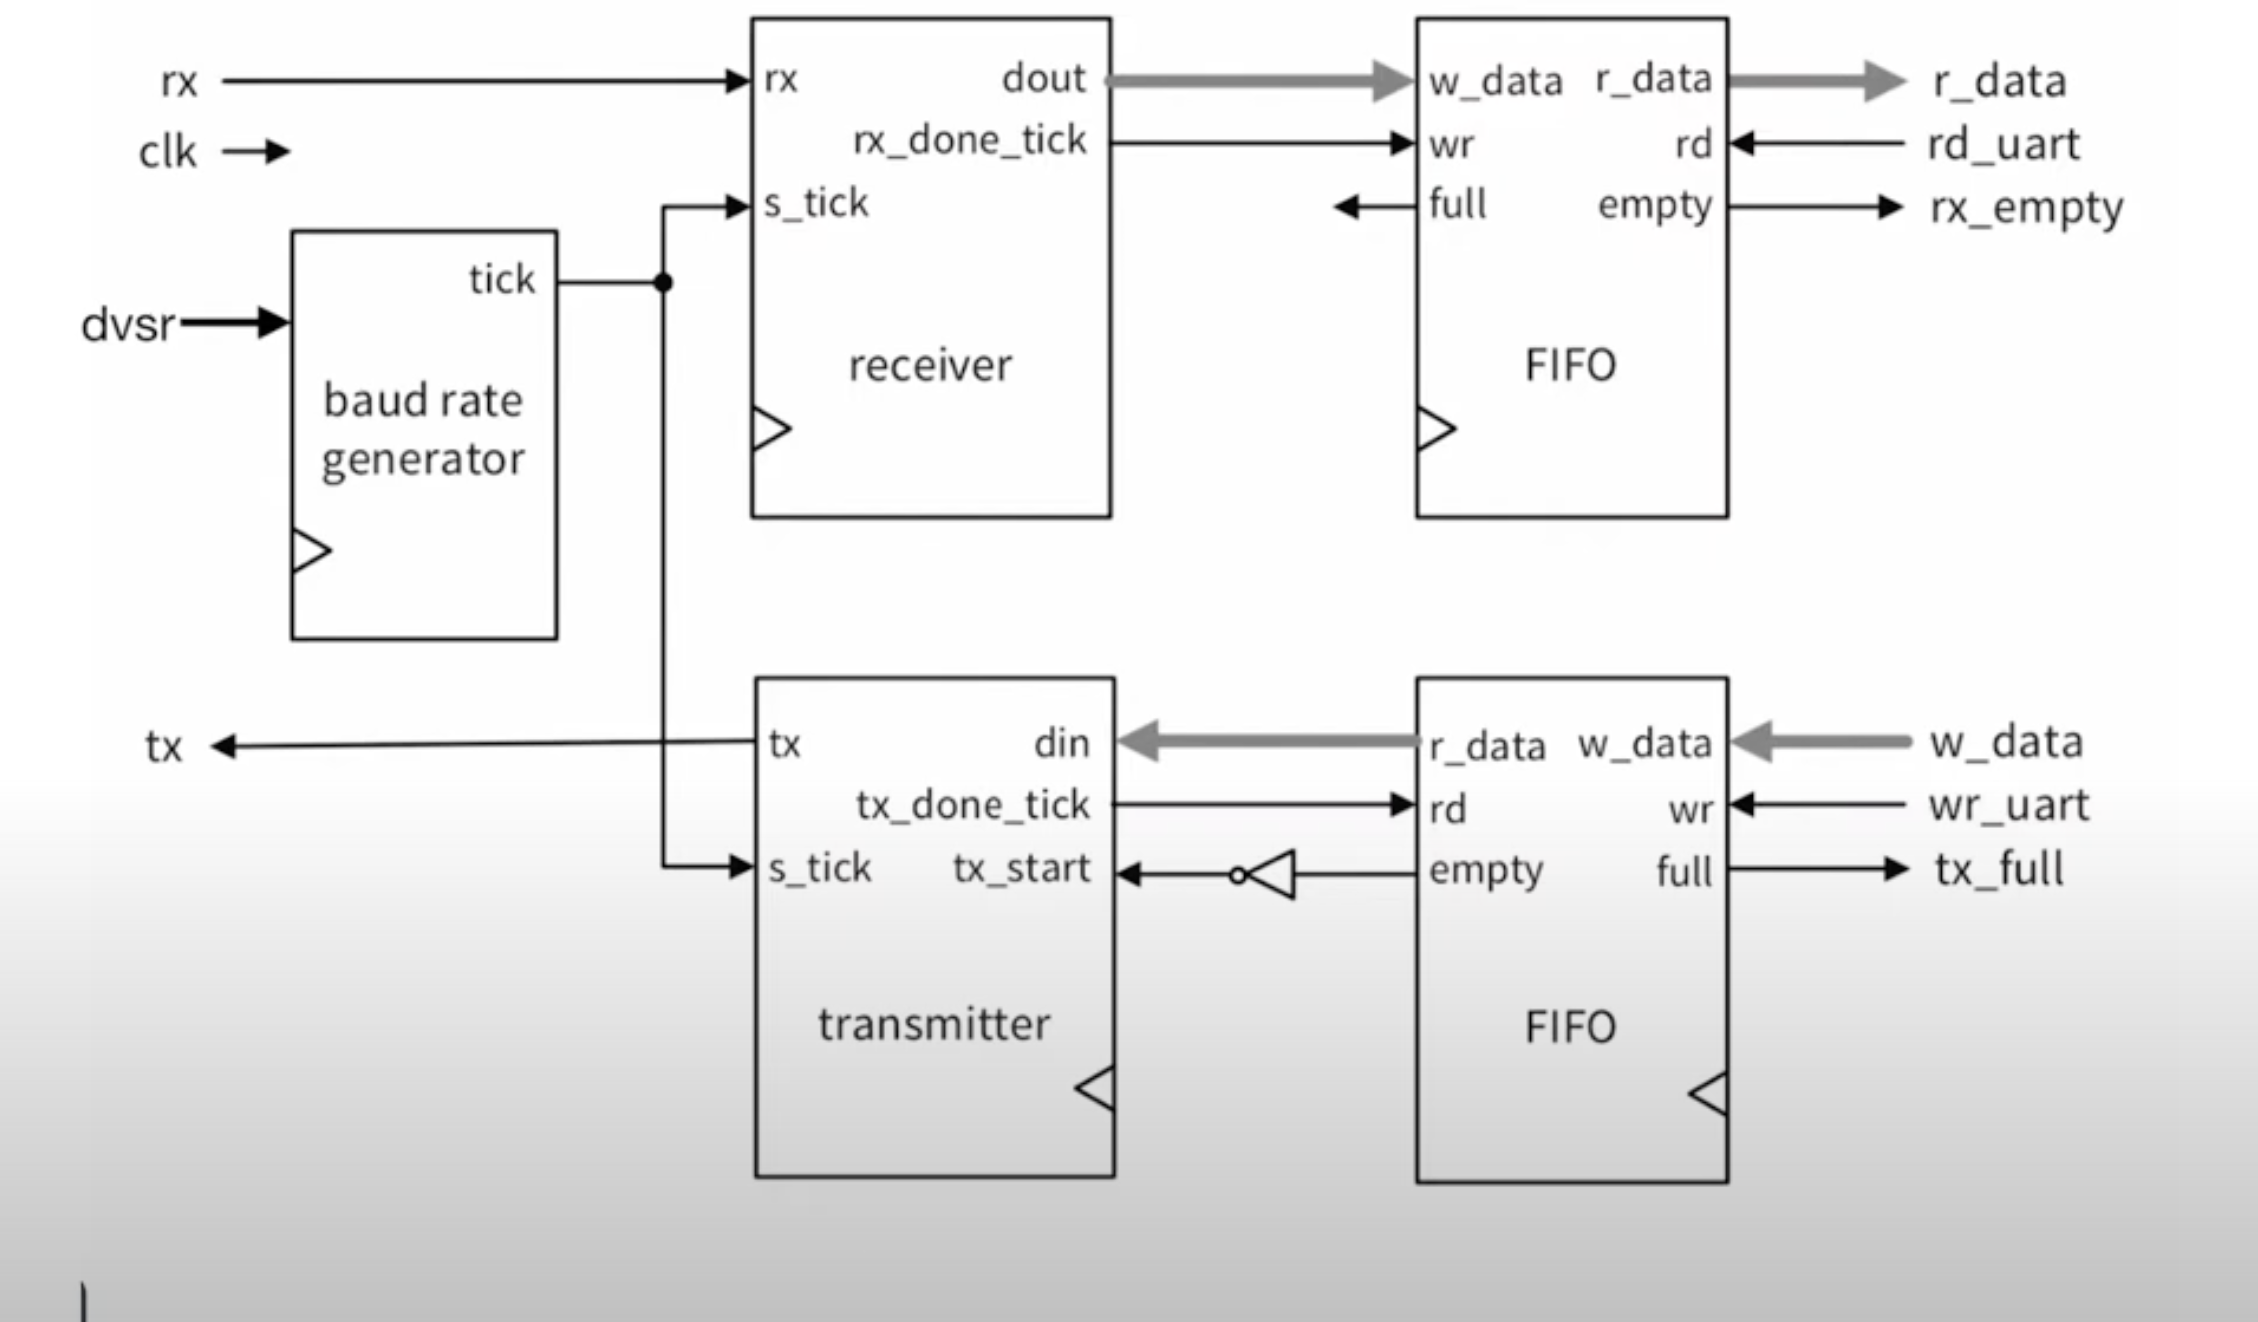 rx
clk
dvsr
tick
baud rate
generator
rx dout
rx_done_tick
s_tick
receiver
w_data r_data
wr rd
full empty
FIFO
r_data
rd_uart
rx_empty
tx
tx din
tx_done_tick
s_tick tx_start
transmitter
r_data w_data
rd wr
empty full
FIFO
w_data
wr_uart
tx_full